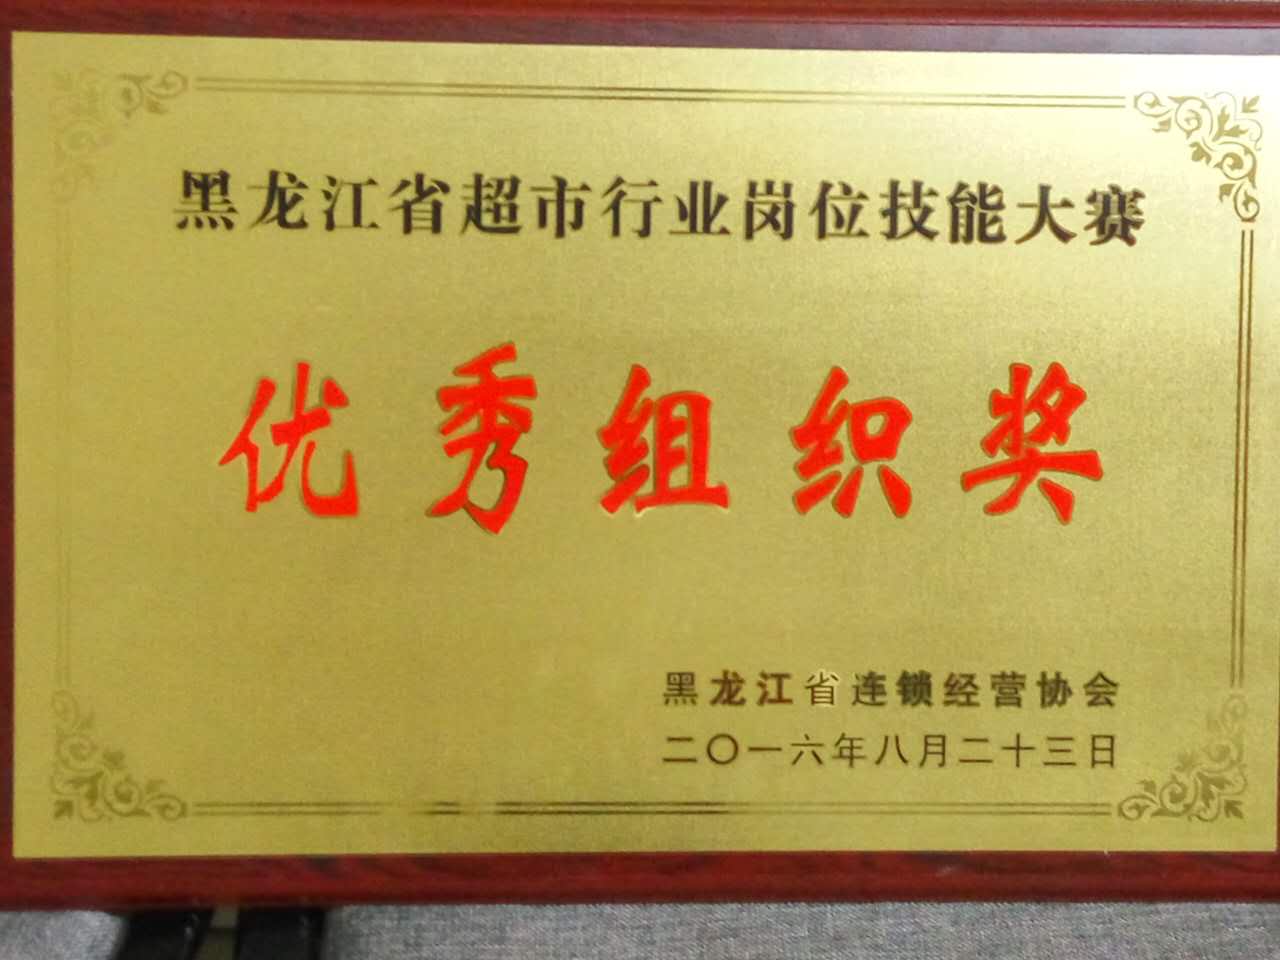 黑龙江省超市行业岗位技能大赛
优秀组织奖
黑龙江省连锁经营协会
二〇一六年八月二十三日